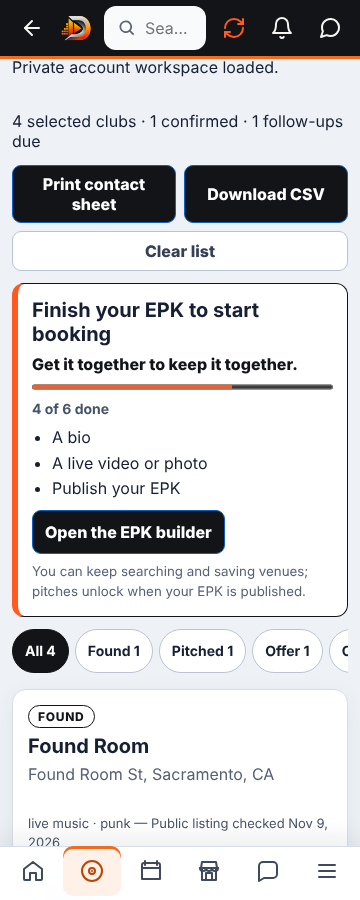 Sea...
Private account workspace loaded.
4 selected clubs · 1 confirmed · 1 follow-ups
due
Print contact
sheet
Download CSV
Clear list
Finish your EPK to start
booking
Get it together to keep it together.
4 of 6 done
• A bio
• A live video or photo
• Publish your EPK
Open the EPK builder
You can keep searching and saving venues;
pitches unlock when your EPK is published.
All 4
Found 1
Pitched 1
Offer 1
FOUND
Found Room
Found Room St, Sacramento, CA
live music · punk — Public listing checked Nov 9,
2026